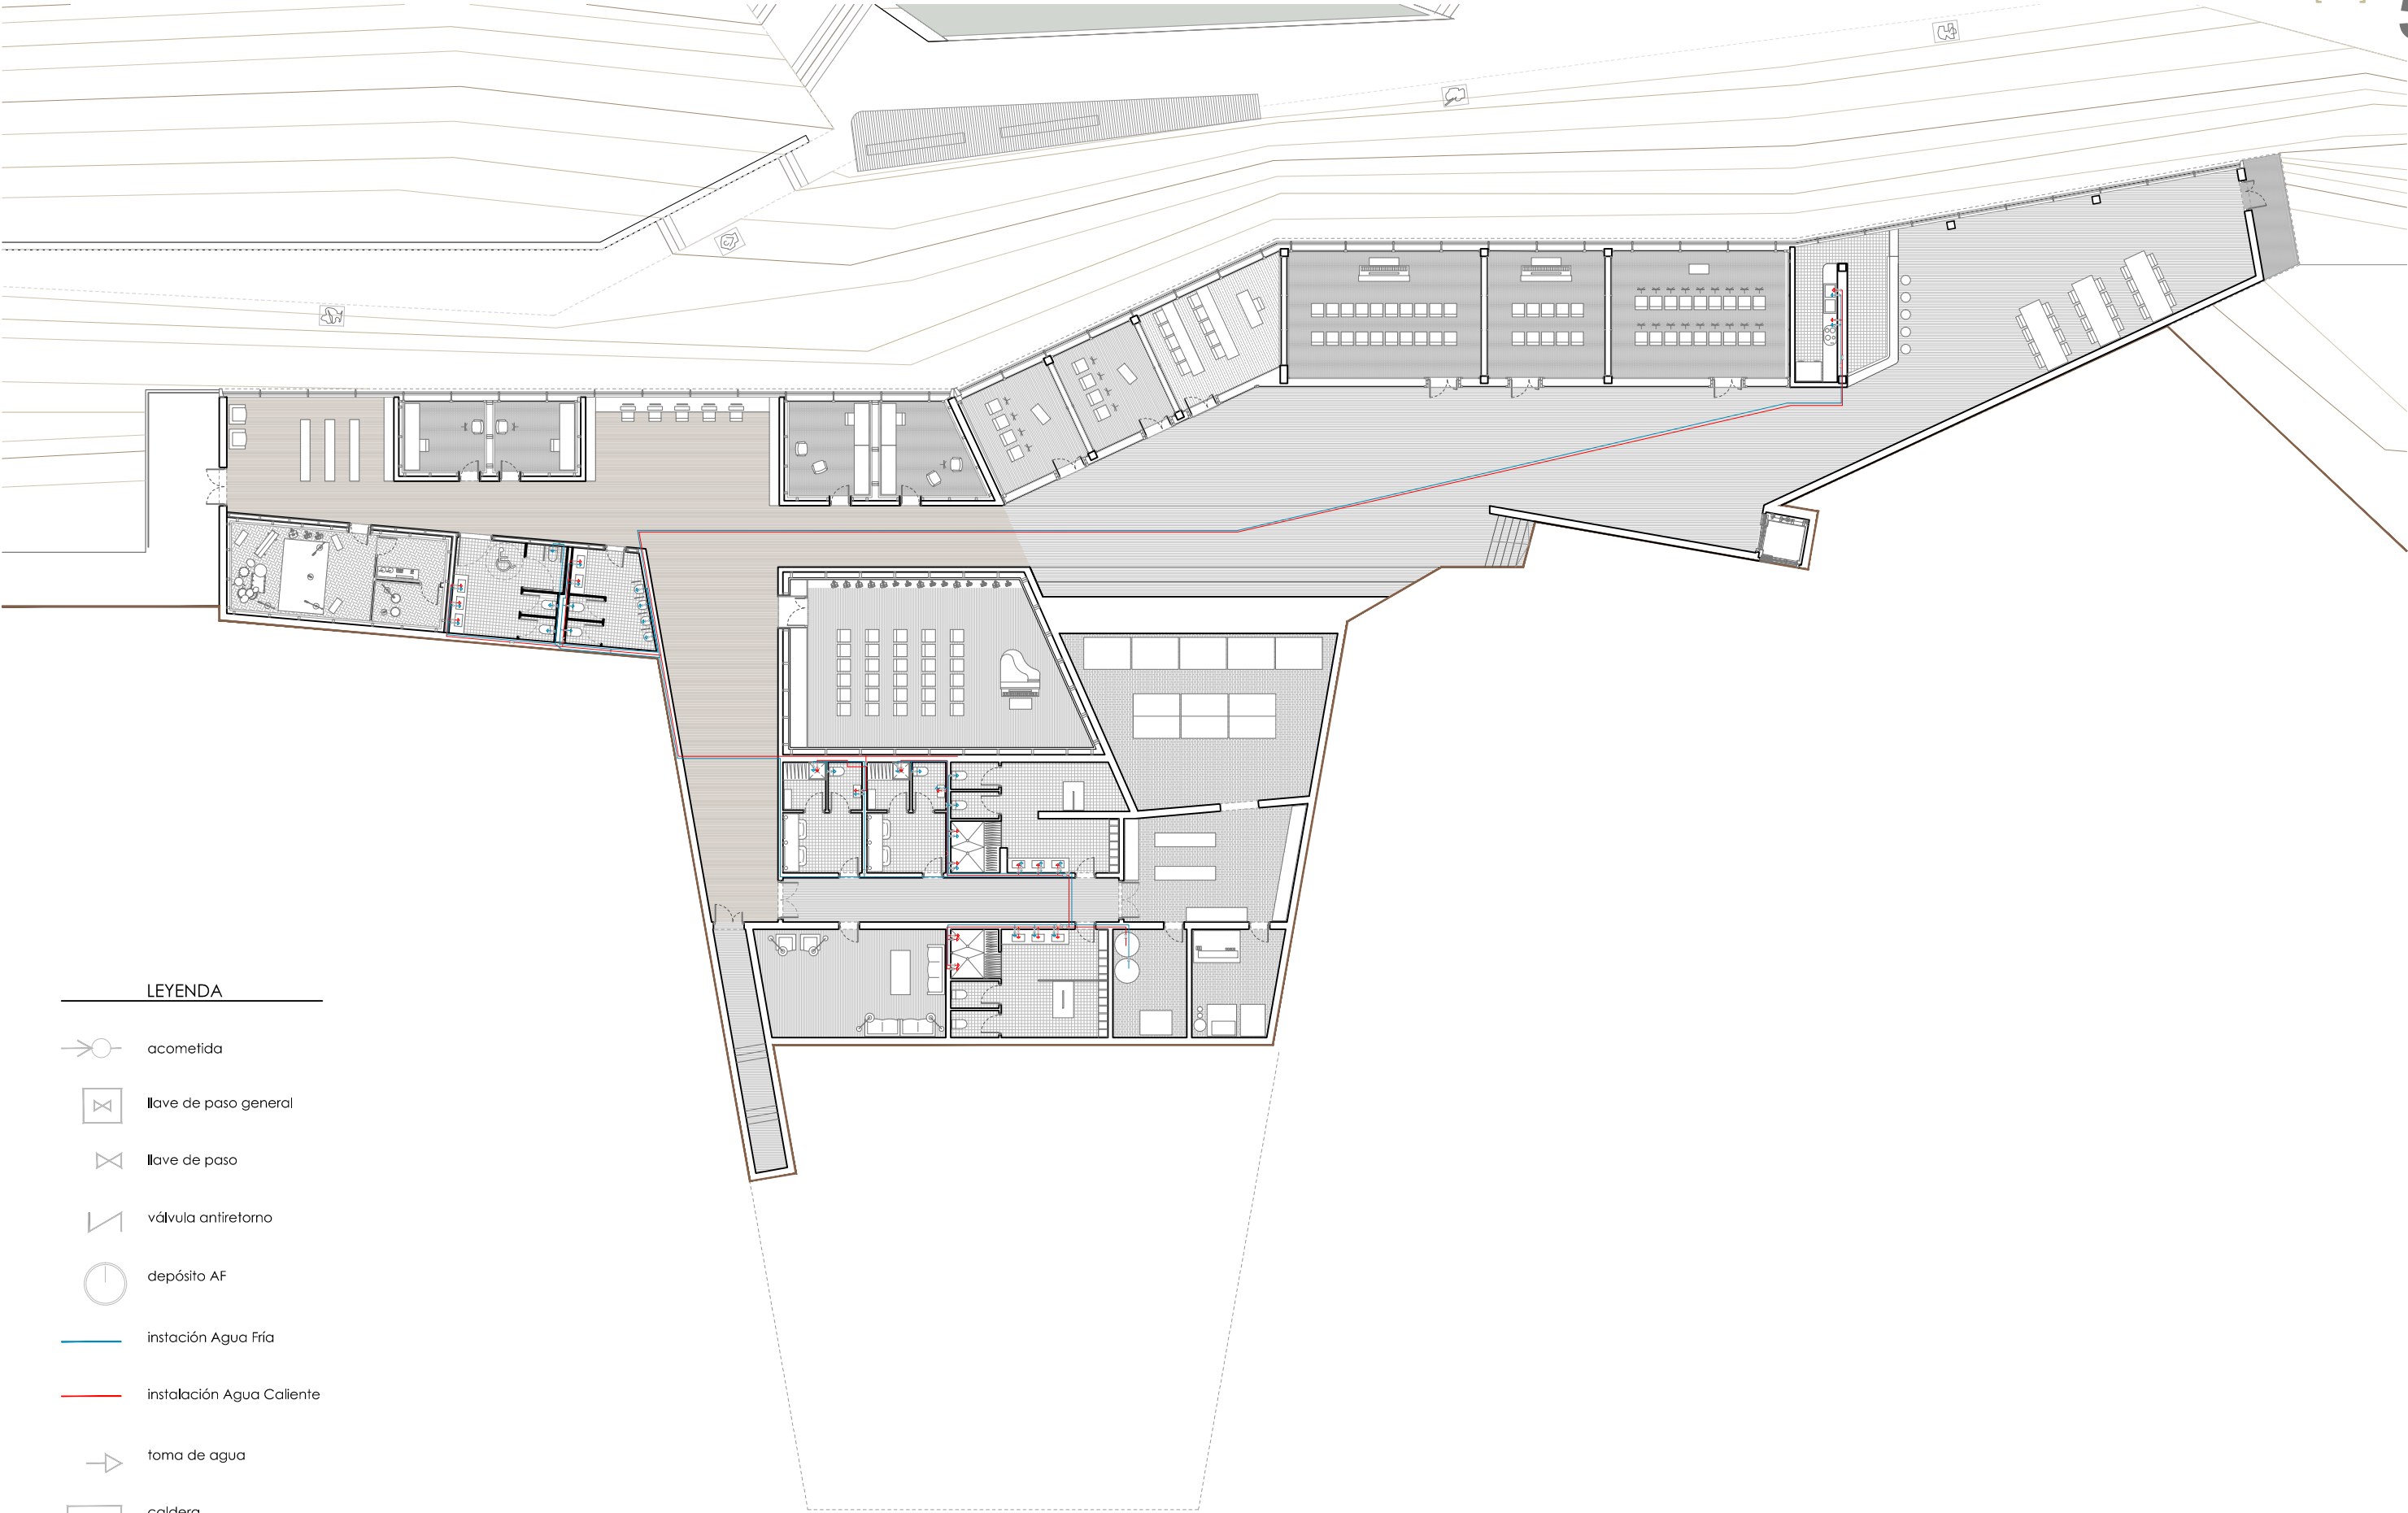 LEYENDA
acometida
llave de paso general
llave de paso
válvula antiretorno
depósito AF
instación Agua Fría
instalación Agua Caliente
toma de agua
caldera